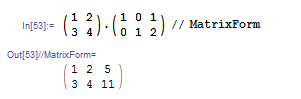 In[53]:= (1 2 3 4).(1 0 1 0 1 2) // MatrixForm
Out[53]//MatrixForm=
(1 2 5
3 4 11)